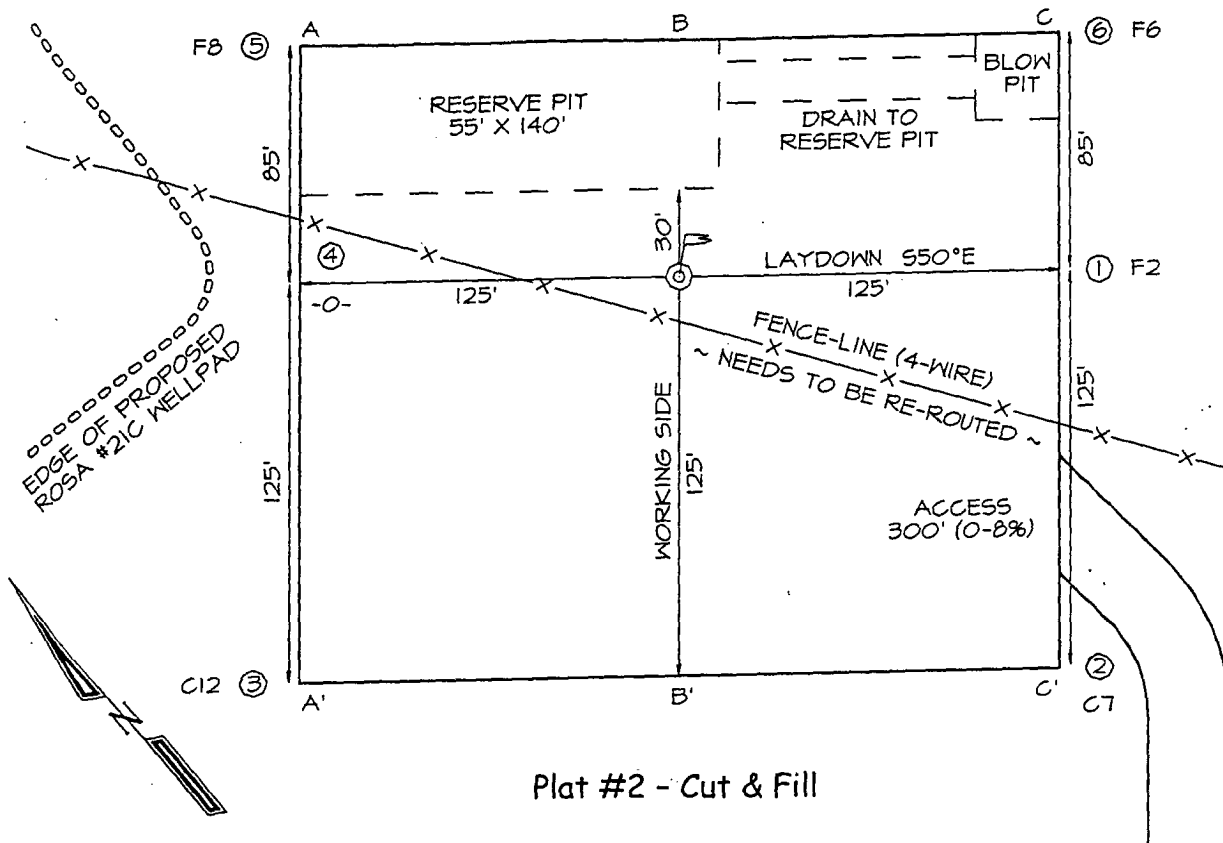 A
B
C
F8 ⑤
⑥ F6
RESERVE PIT
55' X 140'
BLOW
PIT
DRAIN TO
RESERVE PIT
85'
85'
30'
④
LAYDOWN S50°E
① F2
-0-
125'
125'
FENCE-LINE (4-WIRE)
~ NEEDS TO BE RE-ROUTED ~
EDGE OF PROPOSED
ROSA #21C WELLPAD
125'
WORKING SIDE
125'
125'
ACCESS
300' (0-8%)
C12 ③
②
A'
B'
C'
C7
N
Plat #2 - Cut & Fill